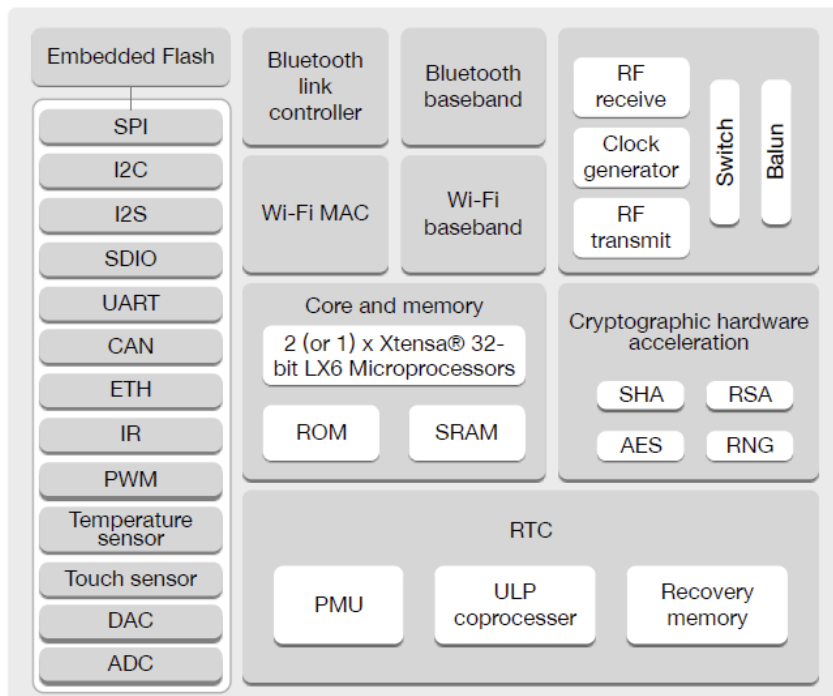 Embedded Flash
SPI
I2C
I2S
SDIO
UART
CAN
ETH
IR
PWM
Temperature
sensor
Touch sensor
DAC
ADC
Bluetooth
link
controller
Bluetooth
baseband
Wi-Fi MAC
Wi-Fi
baseband
RF
receive
Clock
generator
RF
transmit
Switch
Balun
Core and memory
2 (or 1) x Xtensa® 32-
bit LX6 Microprocessors
ROM
SRAM
Cryptographic hardware
acceleration
SHA
RSA
AES
RNG
RTC
PMU
ULP
coprocesser
Recovery
memory